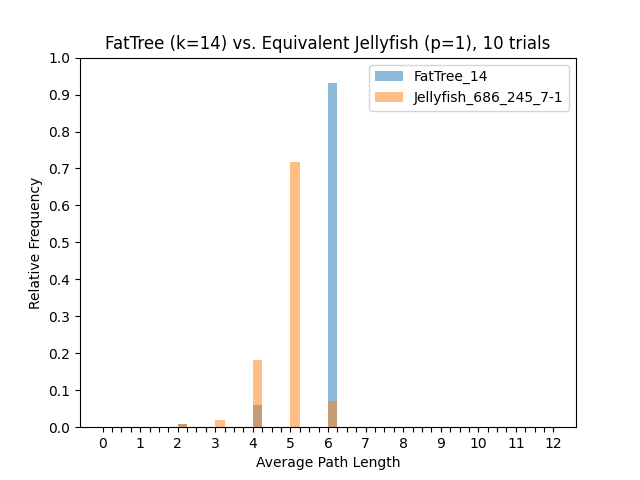 FatTree (k=14) vs. Equivalent Jellyfish (p=1), 10 trials
FatTree_14
Jellyfish_686_245_7-1
Relative Frequency
1.0
0.9
0.8
0.7
0.6
0.5
0.4
0.3
0.2
0.1
0.0
0 1 2 3 4 5 6 7 8 9 10 11 12
Average Path Length